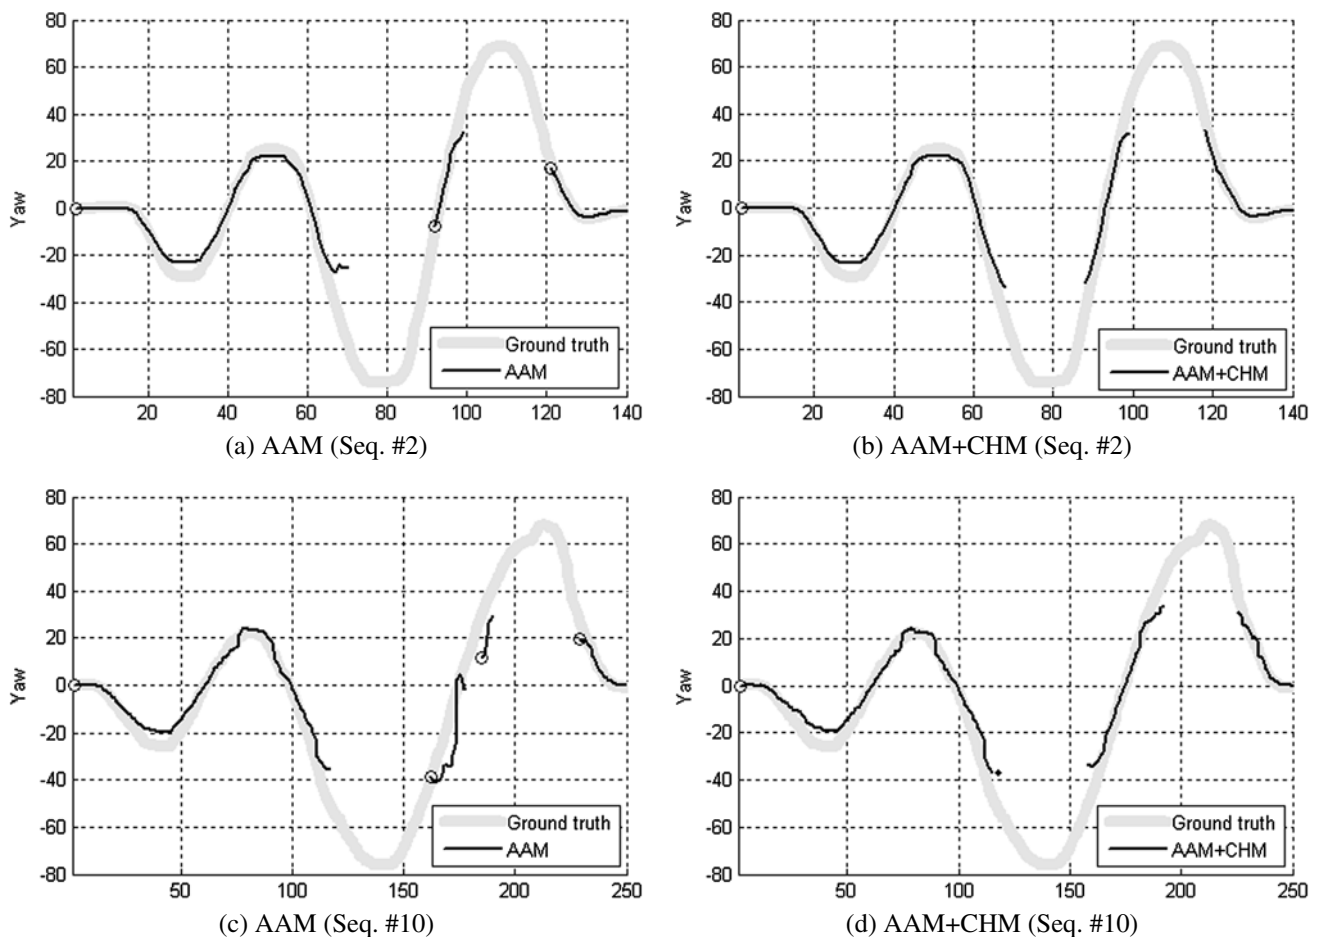 80
60
40
20
0
-20
-40
-60
-80
Yaw
20 40 60 80 100 120 140
Ground truth
AAM
(a) AAM (Seq. #2)
80
60
40
20
0
-20
-40
-60
-80
Yaw
20 40 60 80 100 120 140
Ground truth
AAM+CHM
(b) AAM+CHM (Seq. #2)
80
60
40
20
0
-20
-40
-60
-80
Yaw
50 100 150 200 250
Ground truth
AAM
(c) AAM (Seq. #10)
80
60
40
20
0
-20
-40
-60
-80
Yaw
50 100 150 200 250
Ground truth
AAM+CHM
(d) AAM+CHM (Seq. #10)